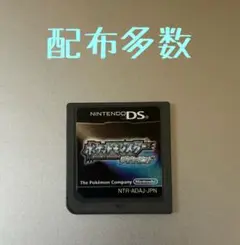 配布多数
NINTENDO DS™
ポケットモンスター
The Pokémon Company
Nintendo
NTR-ADAJ-JPN